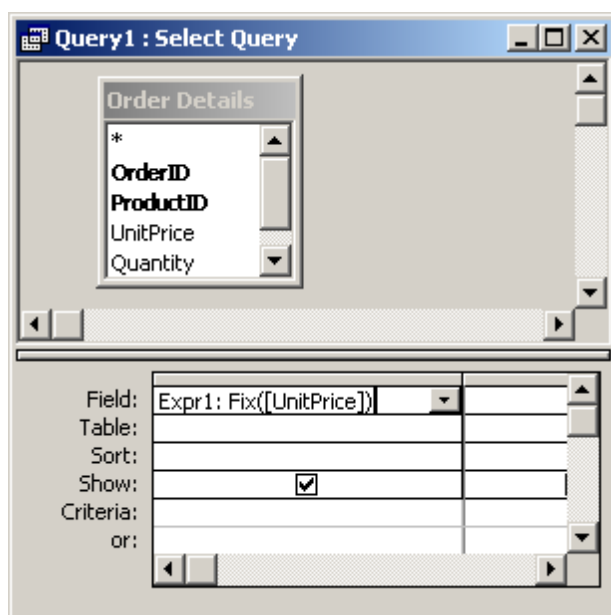 Query1 : Select Query
Order Details
*
OrderID
ProductID
UnitPrice
Quantity
Field: Expr1: Fix([UnitPrice])
Table:
Sort:
Show:
Criteria:
or: